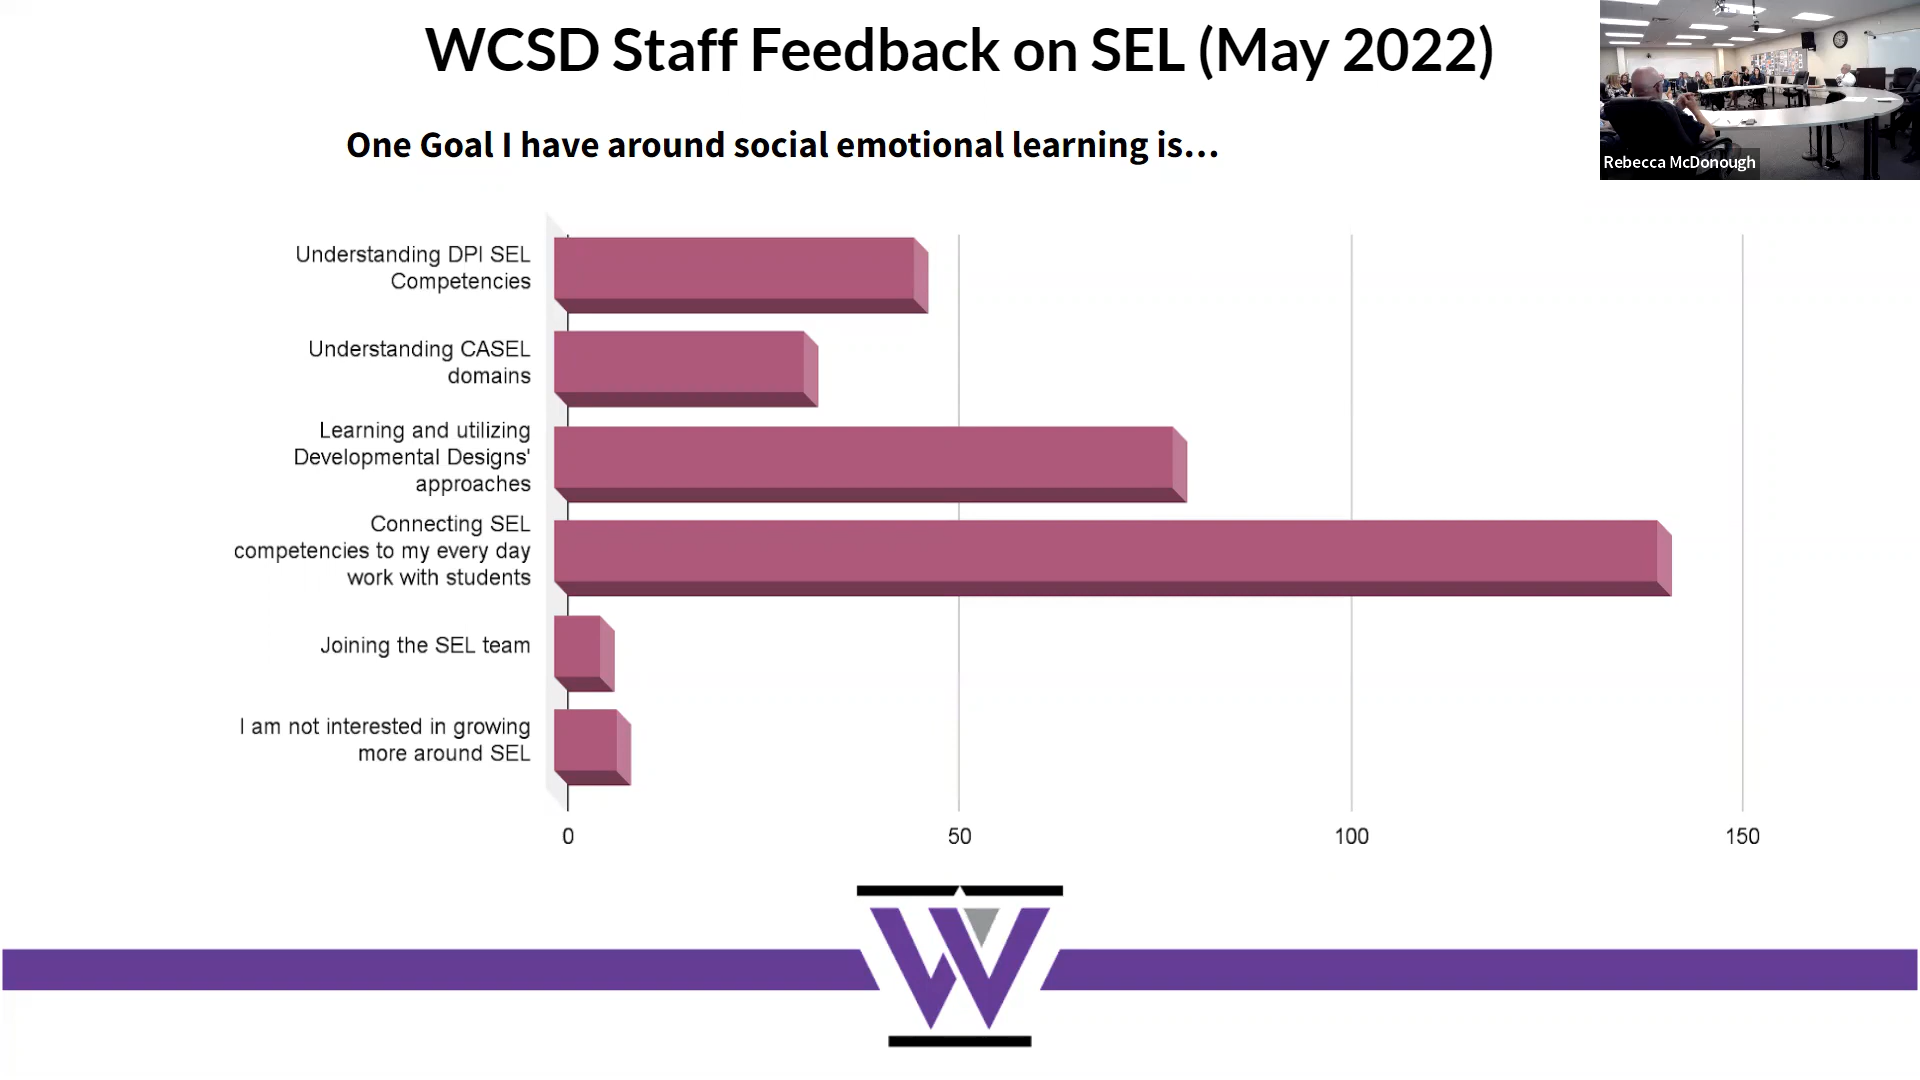 WCSD Staff Feedback on SEL (May 2022)
One Goal I have around social emotional learning is...
Rebecca McDonough
Understanding DPI SEL
Competencies
Understanding CASEL
domains
Learning and utilizing
Developmental Designs'
approaches
Connecting SEL
competencies to my every day
work with students
Joining the SEL team
I am not interested in growing
more around SEL
0 50 100 150
W